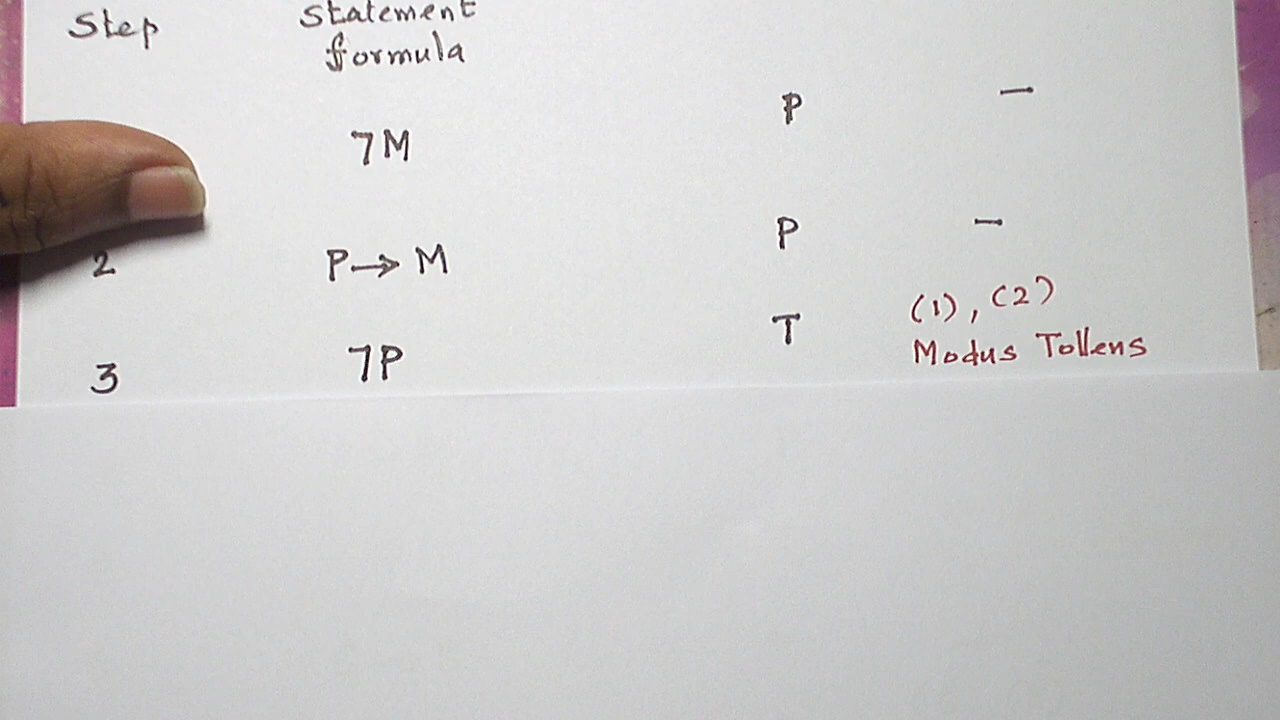 Step Statement
formula
7M P –
2 P → M P –
3 7P T (1), (2)
Modus Tollens